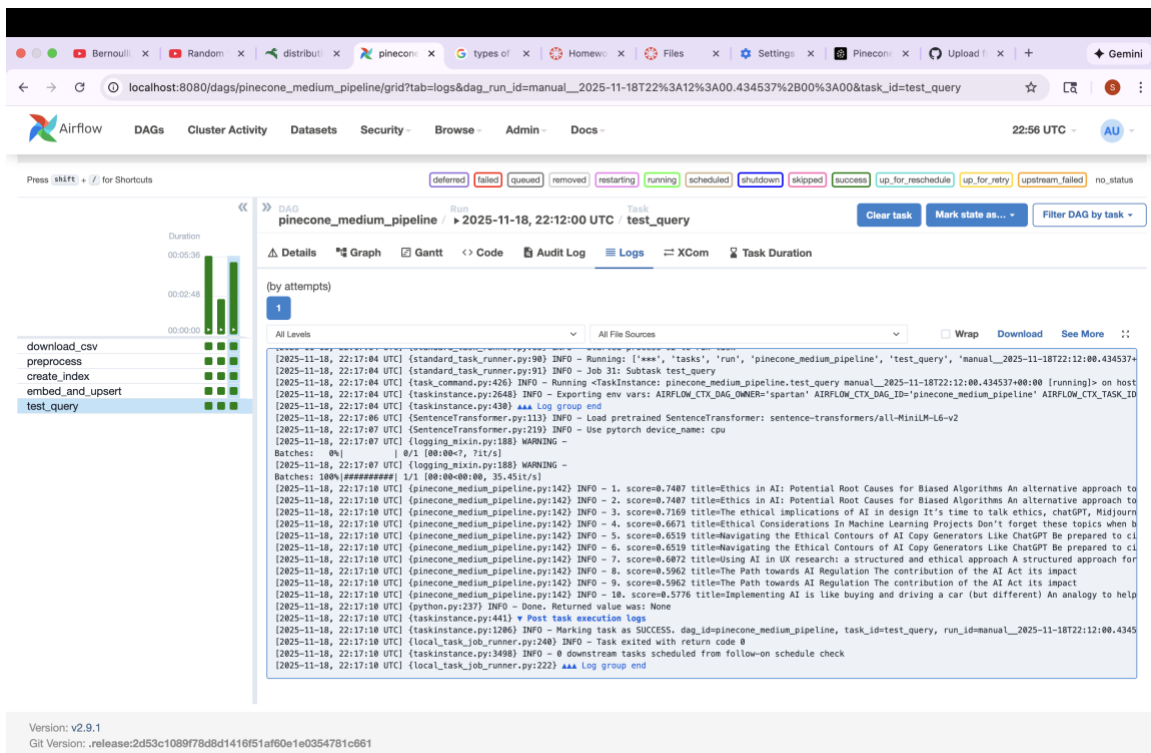 Bernoulli
Random
distributi
pinecone
types of
Homewo
Files
Settings
Pinecone
Upload f
Gemini
localhost:8080/dags/pinecone_medium_pipeline/grid?tab=logs&dag_run_id=manual__2025-11-18T22%3A12%3A00.434537%2B00%3A00&task_id=test_query
S
Airflow DAGs Cluster Activity Datasets Security Browse Admin Docs 22:56 UTC AU
Press shift + / for Shortcuts
deferred failed queued removed restarting running scheduled shutdown skipped success up_for_reschedule up_for_retry upstream_failed no_status
DAG Run Task
pinecone_medium_pipeline / 2025-11-18, 22:12:00 UTC / test_query
Clear task Mark state as... Filter DAG by task
Duration
00:05:36
00:02:48
00:00:00
download_csv
preprocess
create_index
embed_and_upsert
test_query
Details Graph Gantt Code Audit Log Logs XCom Task Duration
(by attempts)
1
All Levels All File Sources Wrap Download See More
[2025-11-18, 22:17:04 UTC] {standard_task_runner.py:90} INFO - Running: ['***', 'tasks', 'run', 'pinecone_medium_pipeline', 'test_query', 'manual__2025-11-18T22:12:00.434537+
[2025-11-18, 22:17:04 UTC] {standard_task_runner.py:91} INFO - Job 31: Subtask test_query
[2025-11-18, 22:17:04 UTC] {task_command.py:426} INFO - Running <TaskInstance: pinecone_medium_pipeline.test_query manual__2025-11-18T22:12:00.434537+00:00 [running]> on host
[2025-11-18, 22:17:04 UTC] {taskinstance.py:2648} INFO - Exporting env vars: AIRFLOW_CTX_DAG_OWNER='spartan' AIRFLOW_CTX_DAG_ID='pinecone_medium_pipeline' AIRFLOW_CTX_TASK_ID
[2025-11-18, 22:17:04 UTC] {taskinstance.py:430} ▲▲▲ Log group end
[2025-11-18, 22:17:06 UTC] {SentenceTransformer.py:113} INFO - Load pretrained SentenceTransformer: sentence-transformers/all-MiniLM-L6-v2
[2025-11-18, 22:17:07 UTC] {SentenceTransformer.py:219} INFO - Use pytorch device_name: cpu
[2025-11-18, 22:17:07 UTC] {logging_mixin.py:188} WARNING -
Batches: 0%| | 0/1 [00:00<?, ?it/s]
[2025-11-18, 22:17:07 UTC] {logging_mixin.py:188} WARNING -
Batches: 100%|##########| 1/1 [00:00<00:00, 35.45it/s]
[2025-11-18, 22:17:10 UTC] {pinecone_medium_pipeline.py:142} INFO - 1. score=0.7407 title=Ethics in AI: Potential Root Causes for Biased Algorithms An alternative approach to
[2025-11-18, 22:17:10 UTC] {pinecone_medium_pipeline.py:142} INFO - 2. score=0.7407 title=Ethics in AI: Potential Root Causes for Biased Algorithms An alternative approach to
[2025-11-18, 22:17:10 UTC] {pinecone_medium_pipeline.py:142} INFO - 3. score=0.7169 title=The ethical implications of AI in design It's time to talk ethics, chatGPT, Midjourn
[2025-11-18, 22:17:10 UTC] {pinecone_medium_pipeline.py:142} INFO - 4. score=0.6671 title=Ethical Considerations In Machine Learning Projects Don't forget these topics when b
[2025-11-18, 22:17:10 UTC] {pinecone_medium_pipeline.py:142} INFO - 5. score=0.6519 title=Navigating the Ethical Contours of AI Copy Generators Like ChatGPT Be prepared to ci
[2025-11-18, 22:17:10 UTC] {pinecone_medium_pipeline.py:142} INFO - 6. score=0.6519 title=Navigating the Ethical Contours of AI Copy Generators Like ChatGPT Be prepared to ci
[2025-11-18, 22:17:10 UTC] {pinecone_medium_pipeline.py:142} INFO - 7. score=0.6072 title=Using AI in UX research: a structured and ethical approach A structured approach for
[2025-11-18, 22:17:10 UTC] {pinecone_medium_pipeline.py:142} INFO - 8. score=0.5962 title=The Path towards AI Regulation The contribution of the AI Act its impact
[2025-11-18, 22:17:10 UTC] {pinecone_medium_pipeline.py:142} INFO - 9. score=0.5962 title=The Path towards AI Regulation The contribution of the AI Act its impact
[2025-11-18, 22:17:10 UTC] {pinecone_medium_pipeline.py:142} INFO - 10. score=0.5776 title=Implementing AI is like buying and driving a car (but different) An analogy to help
[2025-11-18, 22:17:10 UTC] {python.py:237} INFO - Done. Returned value was: None
[2025-11-18, 22:17:10 UTC] {taskinstance.py:441} ▼ Post task execution logs
[2025-11-18, 22:17:10 UTC] {taskinstance.py:1206} INFO - Marking task as SUCCESS. dag_id=pinecone_medium_pipeline, task_id=test_query, run_id=manual__2025-11-18T22:12:00.4345
[2025-11-18, 22:17:10 UTC] {local_task_job_runner.py:240} INFO - Task exited with return code 0
[2025-11-18, 22:17:10 UTC] {taskinstance.py:3498} INFO - 0 downstream tasks scheduled from follow-on schedule check
[2025-11-18, 22:17:10 UTC] {local_task_job_runner.py:222} ▲▲▲ Log group end
Version: v2.9.1
Git Version: .release:2d53c1089f78d8d1416f51af60e1e0354781c661